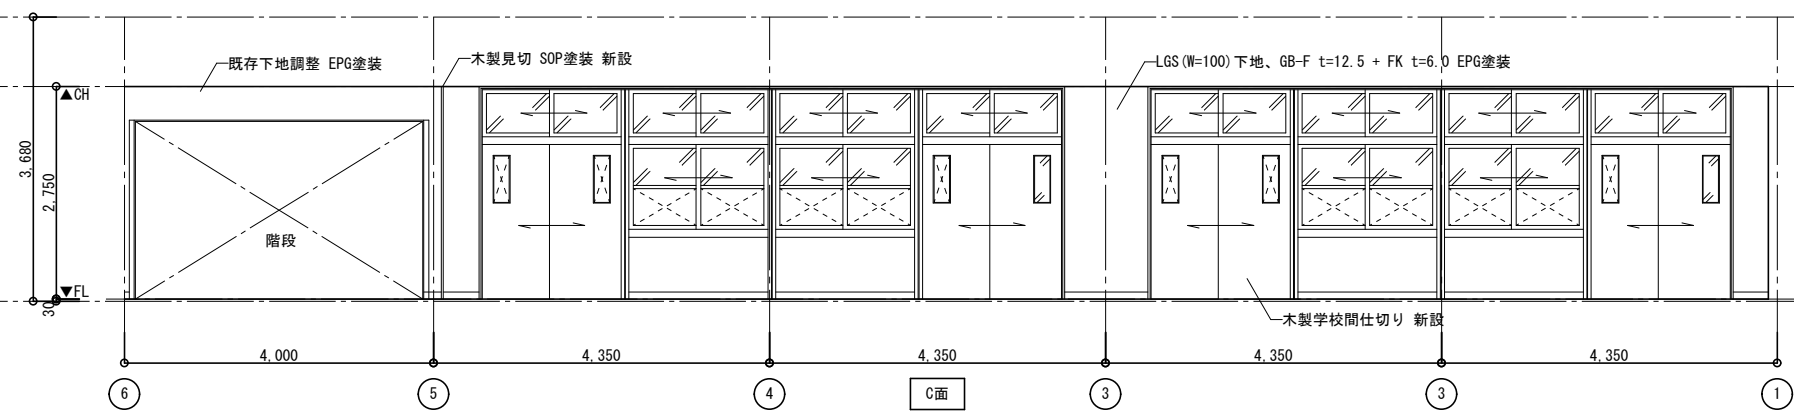 既存下地調整 EPG塗装
木製見切 SOP塗装 新設
LGS(W=100)下地、GB-F t=12.5 + FK t=6.0 EPG塗装
▲CH
3,680
2,750
階段
▼FL
30
木製学校間仕切り 新設
4,000
4,350
4,350
4,350
4,350
6
5
4
C面
3
3
1